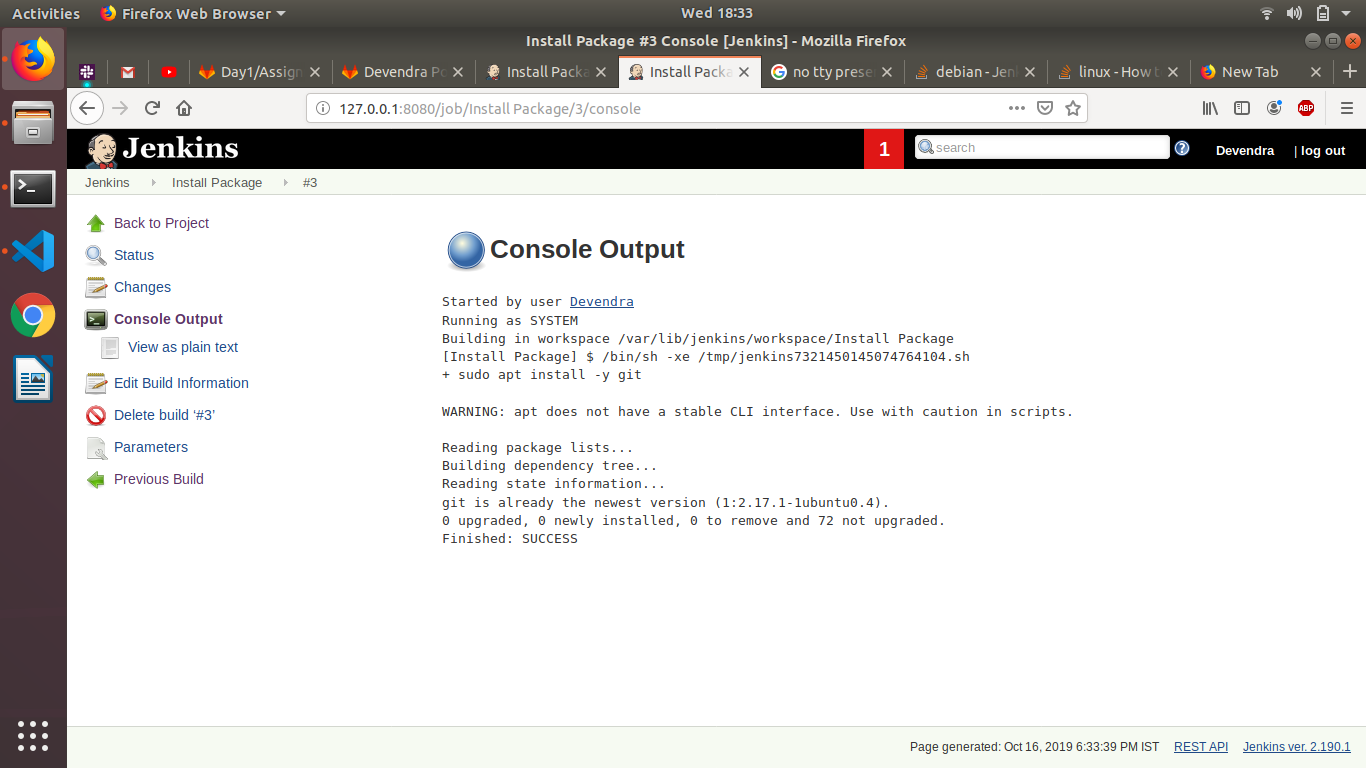 Activities
Firefox Web Browser
Wed 18:33
Install Package #3 Console [Jenkins] - Mozilla Firefox
Day1/Assign
Devendra Po
Install Packa
Install Packa
no tty prese
debian - Jen
linux - How t
New Tab
127.0.0.1:8080/job/Install Package/3/console
ABP
Jenkins
1
search
Devendra
| log out
Jenkins
Install Package
#3
Back to Project
Status
Changes
Console Output
View as plain text
Edit Build Information
Delete build ‘#3’
Parameters
Previous Build
Console Output
Started by user Devendra
Running as SYSTEM
Building in workspace /var/lib/jenkins/workspace/Install Package
[Install Package] $ /bin/sh -xe /tmp/jenkins7321450145074764104.sh
+ sudo apt install -y git
WARNING: apt does not have a stable CLI interface. Use with caution in scripts.
Reading package lists...
Building dependency tree...
Reading state information...
git is already the newest version (1:2.17.1-1ubuntu0.4).
0 upgraded, 0 newly installed, 0 to remove and 72 not upgraded.
Finished: SUCCESS
Page generated: Oct 16, 2019 6:33:39 PM IST
REST API
Jenkins ver. 2.190.1